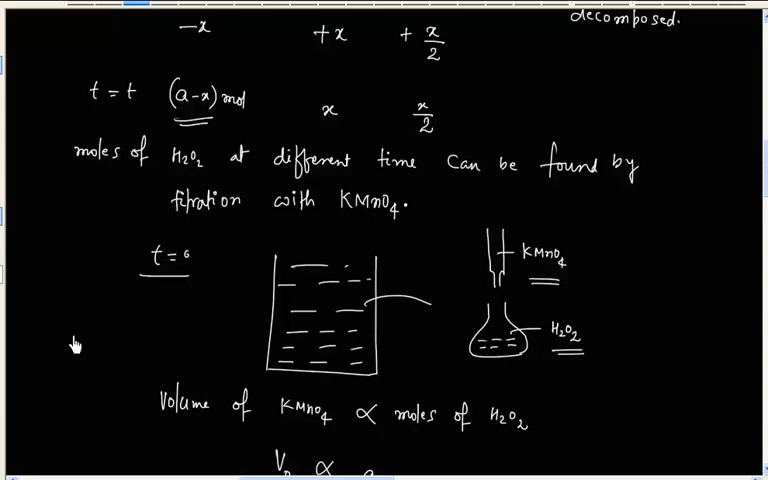 decomposed.
-x +x + x/2
t = t (a-x) mol x x/2
moles of H2O2 at different time can be found by
titration with KMnO4.
t = 0
KMnO4
H2O2
Volume of KMnO4 ∝ moles of H2O2
V0 ∝ a